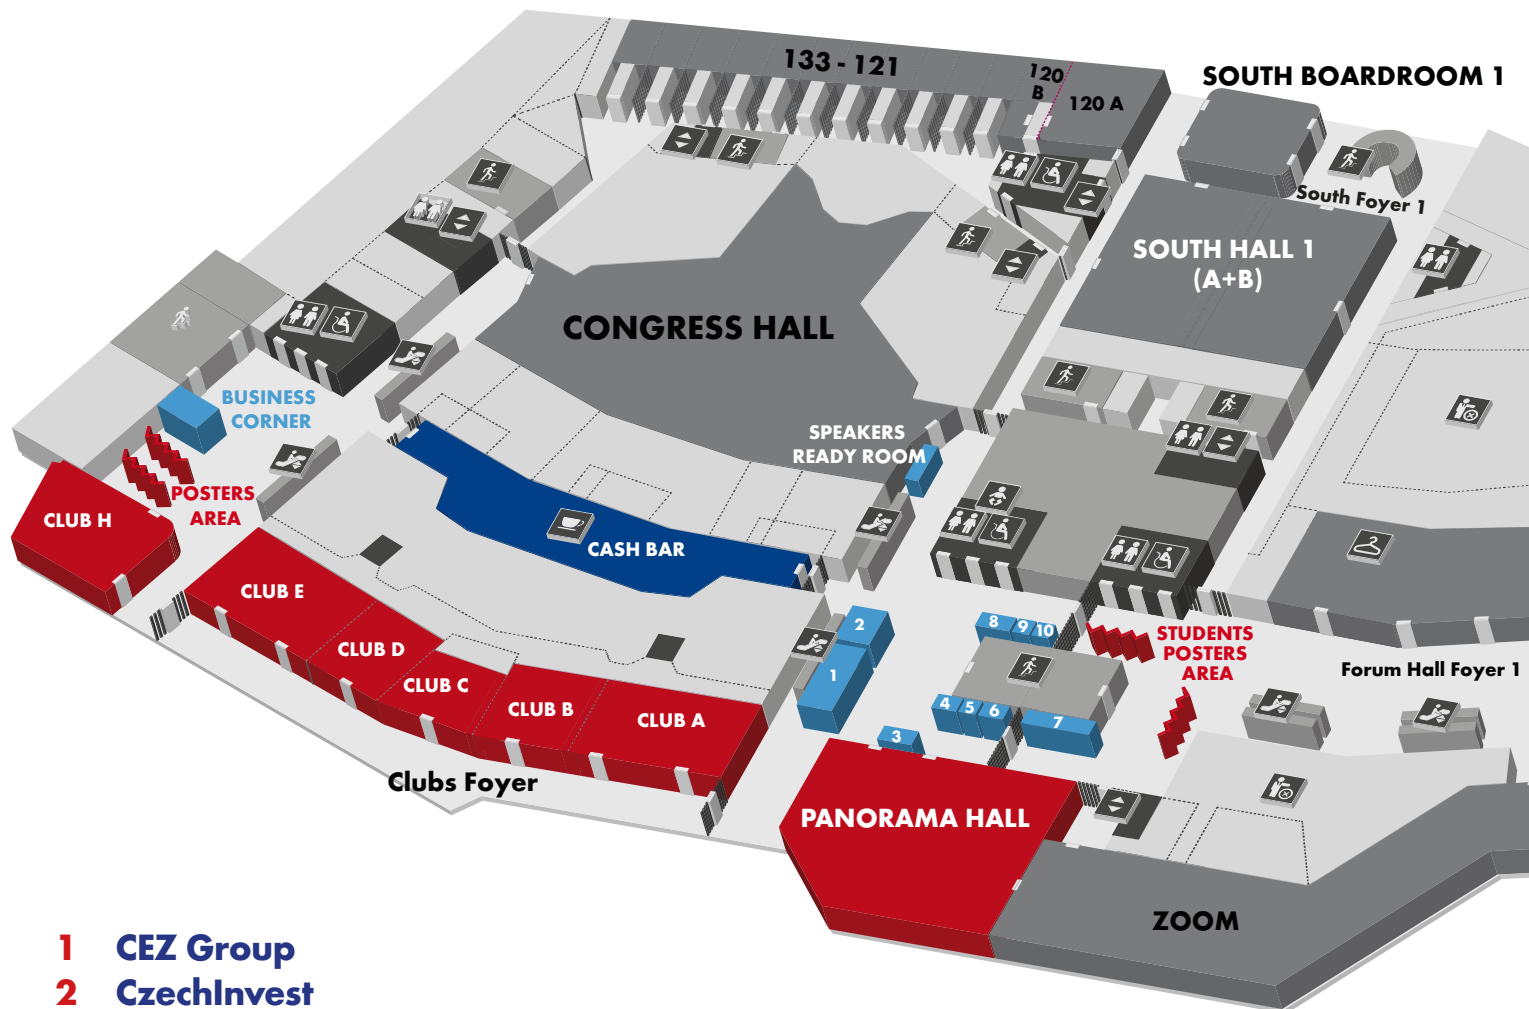 133 - 121
120
B
120 A
SOUTH BOARDROOM 1
South Foyer 1
SOUTH HALL 1
(A+B)
CONGRESS HALL
BUSINESS
CORNER
SPEAKERS
READY ROOM
POSTERS
AREA
CLUB H
CASH BAR
CLUB E
CLUB D
CLUB C
CLUB B
CLUB A
Clubs Foyer
2
1
3
8
9
10
4
5
6
7
STUDENTS
POSTERS
AREA
Forum Hall Foyer 1
PANORAMA HALL
ZOOM
1 CEZ Group
2 CzechInvest